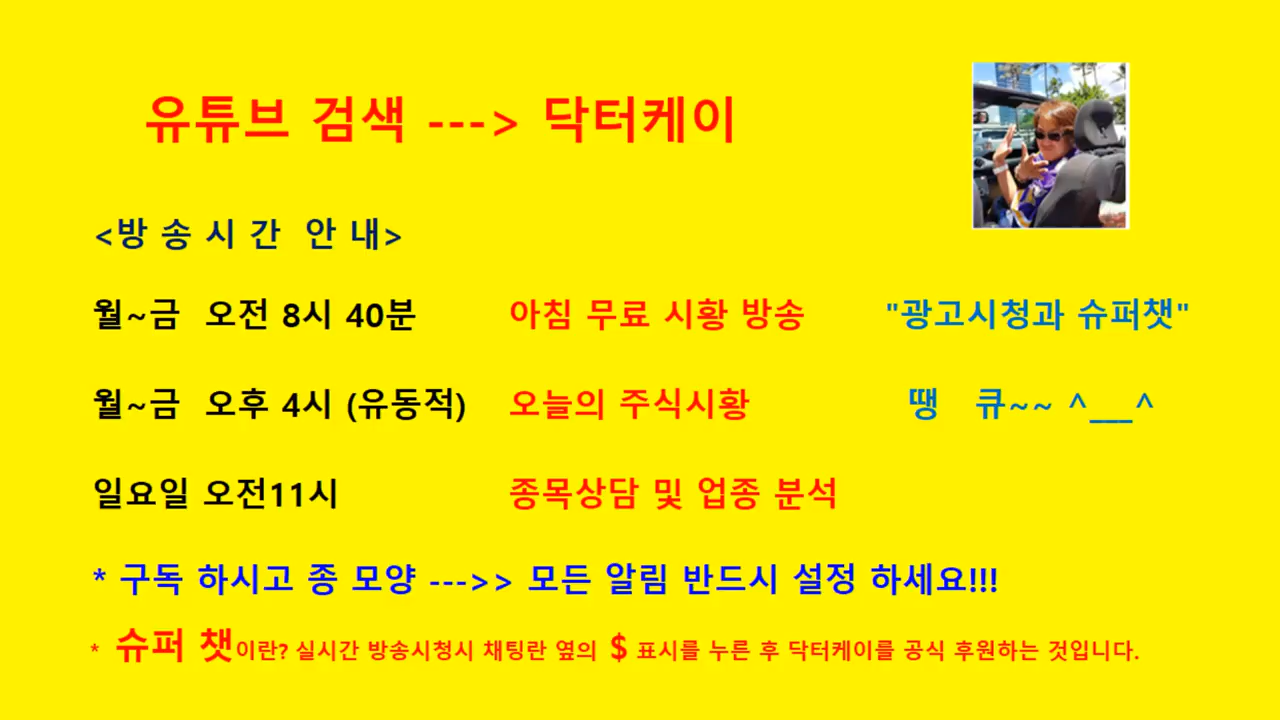 유튜브 검색 ---> 닥터케이
<방 송 시 간 안 내>
월~금 오전 8시 40분 아침 무료 시황 방송 "광고시청과 슈퍼챗"
월~금 오후 4시 (유동적) 오늘의 주식시황 땡 큐~~ ^___^
일요일 오전11시 종목상담 및 업종 분석
* 구독 하시고 종 모양 --->> 모든 알림 반드시 설정 하세요!!!
* 슈퍼 챗이란? 실시간 방송시청시 채팅란 옆의 $ 표시를 누른 후 닥터케이를 공식 후원하는 것입니다.